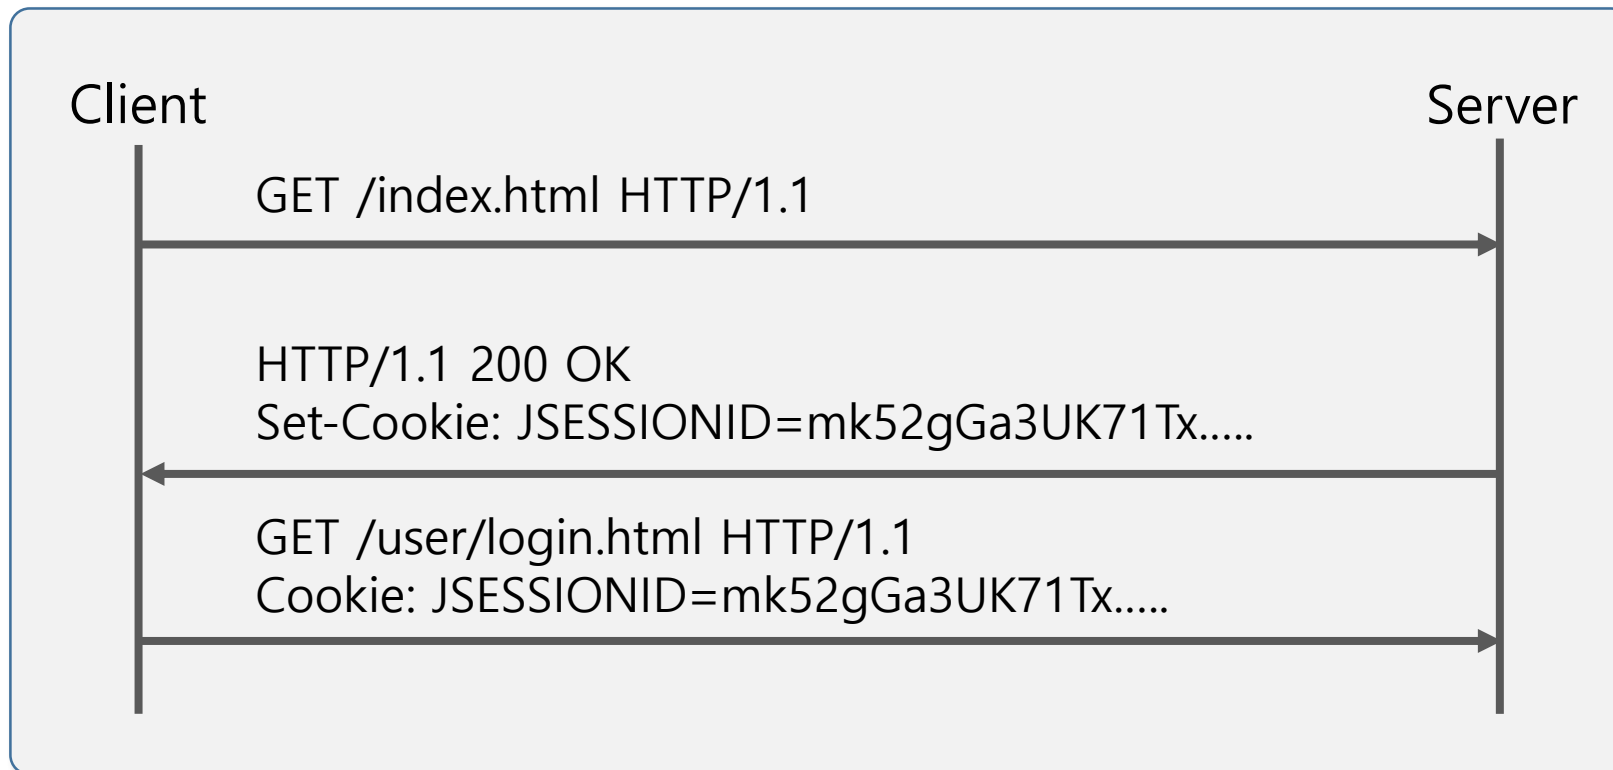 Client
Server
GET /index.html HTTP/1.1
HTTP/1.1 200 OK
Set-Cookie: JSESSIONID=mk52gGa3UK71Tx.....
GET /user/login.html HTTP/1.1
Cookie: JSESSIONID=mk52gGa3UK71Tx.....